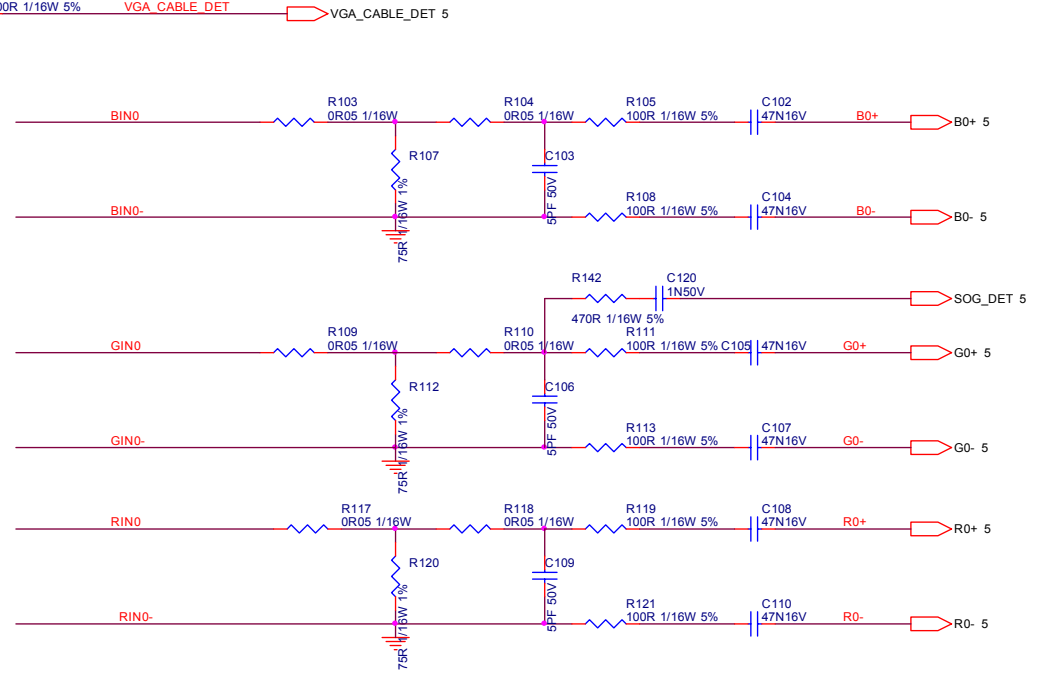 00R 1/16W 5% VGA_CABLE_DET VGA_CABLE_DET 5
R103 R104 R105 C102
BIN0 0R05 1/16W 0R05 1/16W 100R 1/16W 5% 47N16V B0+ B0+ 5
R107 C103
75R 1/16W 1% 5PF 50V
R108 C104
BIN0- 100R 1/16W 5% 47N16V B0- B0- 5
R142 C120
1N50V SOG_DET 5
470R 1/16W 5%
R109 R110 R111
GIN0 0R05 1/16W 0R05 1/16W 100R 1/16W 5% C105 47N16V G0+ G0+ 5
R112 C106
75R 1/16W 1% 5PF 50V
R113 C107
GIN0- 100R 1/16W 5% 47N16V G0- G0- 5
R117 R118 R119 C108
RIN0 0R05 1/16W 0R05 1/16W 100R 1/16W 5% 47N16V R0+ R0+ 5
R120 C109
75R 1/16W 1% 5PF 50V
R121 C110
RIN0- 100R 1/16W 5% 47N16V R0- R0- 5